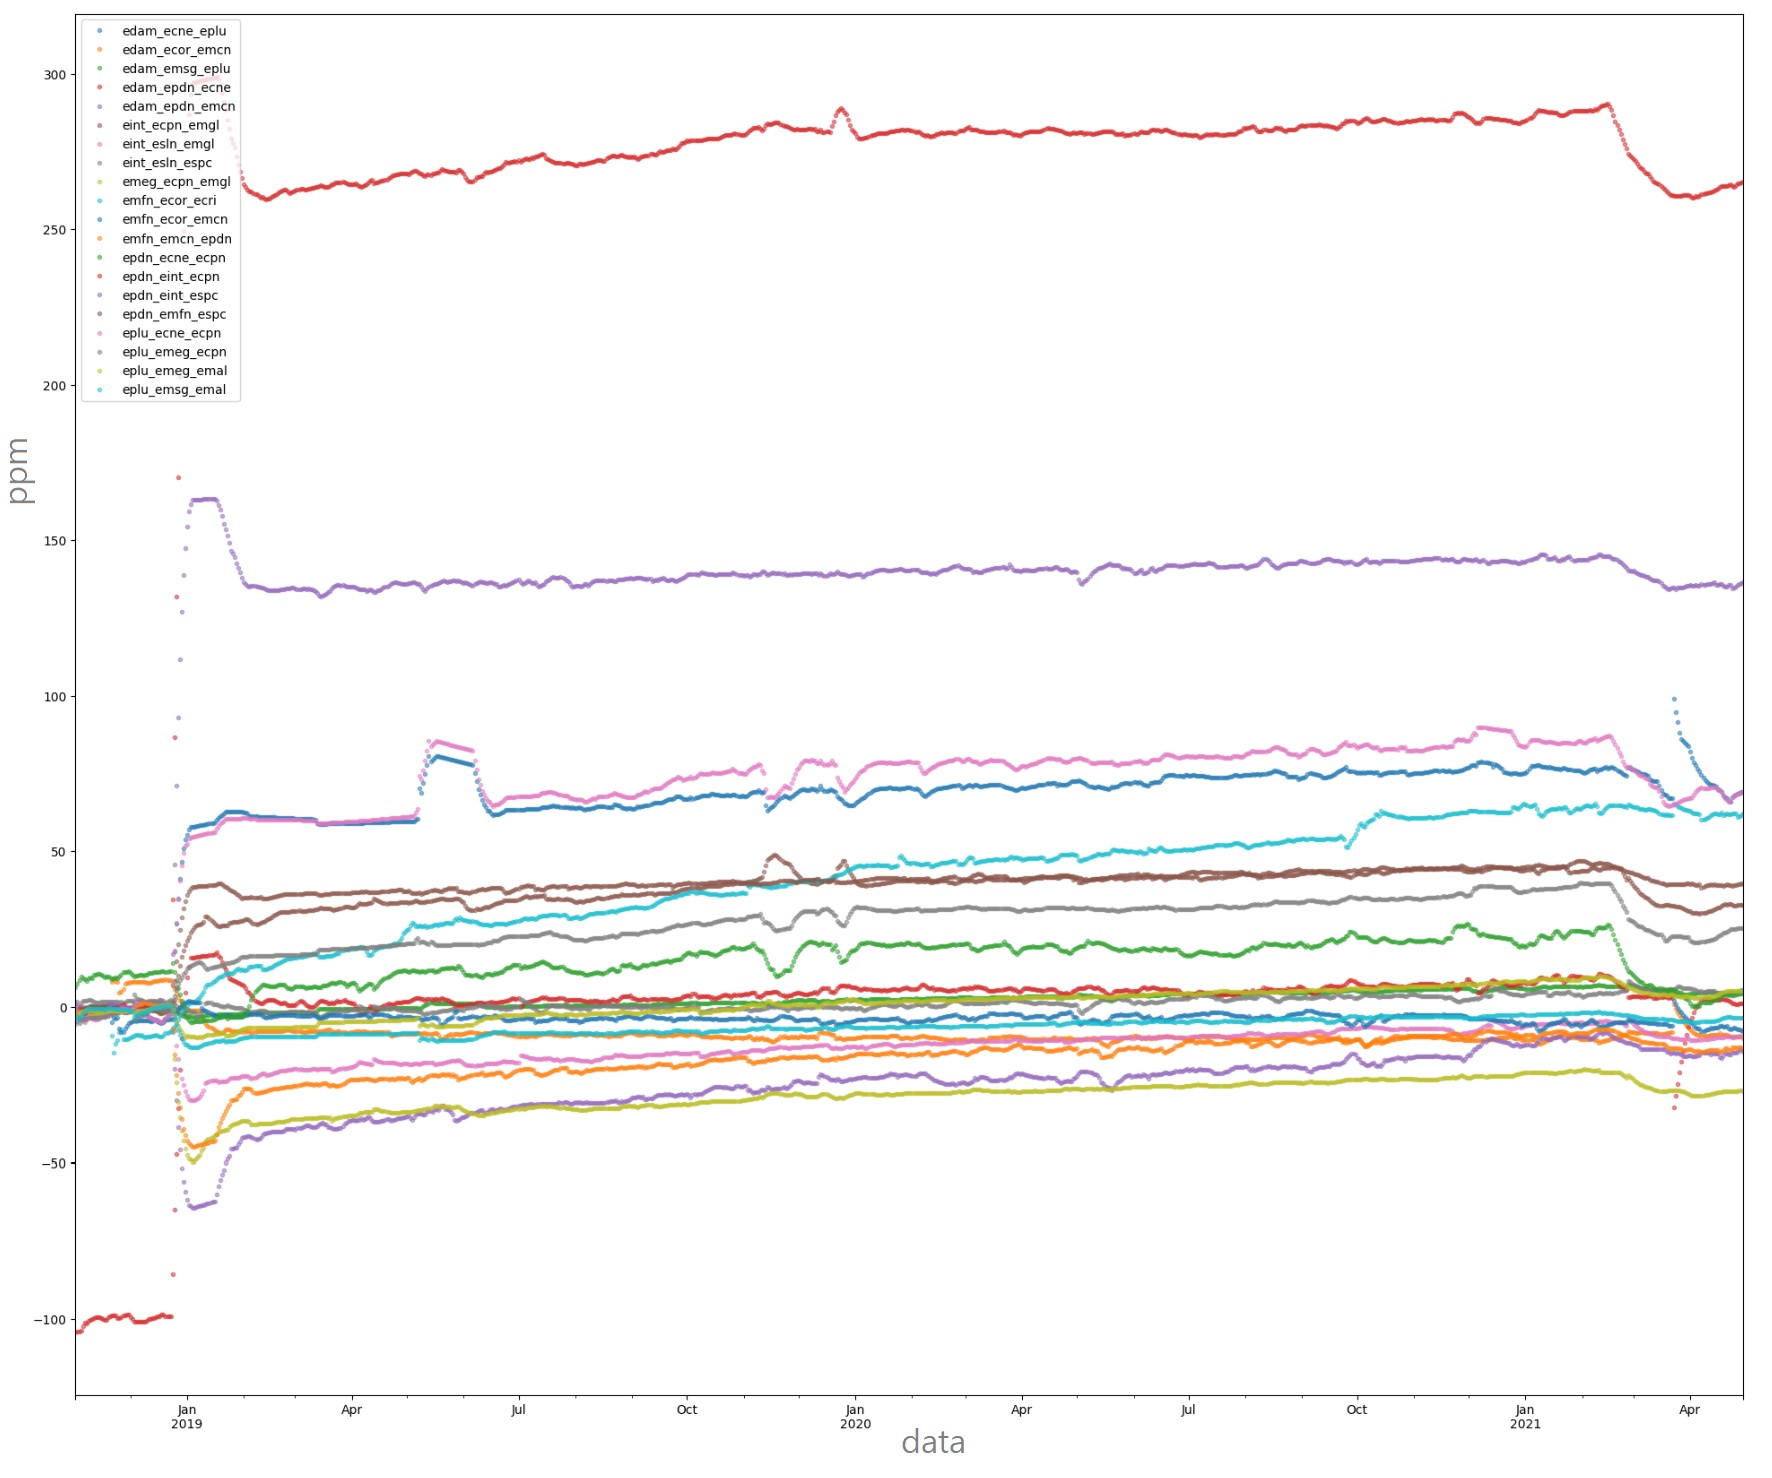 edam_ecne_eplu
edam_ecor_emcn
edam_emsg_eplu
edam_epdn_ecne
edam_epdn_emcn
eint_ecpn_emgl
eint_esln_emgl
eint_esln_espc
emeg_ecpn_emgl
emfn_ecor_ecri
emfn_ecor_emcn
emfn_emcn_epdn
epdn_ecne_ecpn
epdn_eint_ecpn
epdn_eint_espc
epdn_emfn_espc
eplu_ecne_ecpn
eplu_emeg_ecpn
eplu_emeg_emal
eplu_emsg_emal
300
250
200
150
100
50
0
−50
−100
ppm
Jan Apr Jul Oct Jan Apr Jul Oct Jan Apr
2019 2020 2021
data